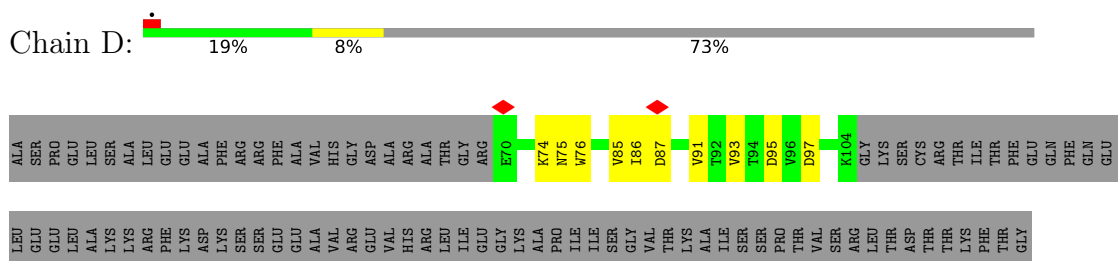 Chain D:
19% 8% 73%
ALA SER PRO GLU LEU SER ALA LEU GLU GLU ALA PHE ARG ARG PHE ALA VAL HIS GLY ASP ALA ARG ALA THR GLY ARG E70 K74 N75 W76 V85 I86 D87 V91 T92 V93 T94 D95 V96 D97 K104 GLY LYS SER CYS ARG THR ILE THR PHE GLU GLN PHE GLN GLU
LEU GLU GLU LEU ALA LYS LYS ARG PHE LYS ASP LYS SER SER GLU GLU ALA VAL ARG GLU VAL HIS ARG LEU ILE GLU GLY LYS ALA PRO ILE ILE SER GLY VAL THR LYS ALA ILE SER SER PRO THR VAL SER ARG LEU THR ASP THR THR LYS PHE THR GLY